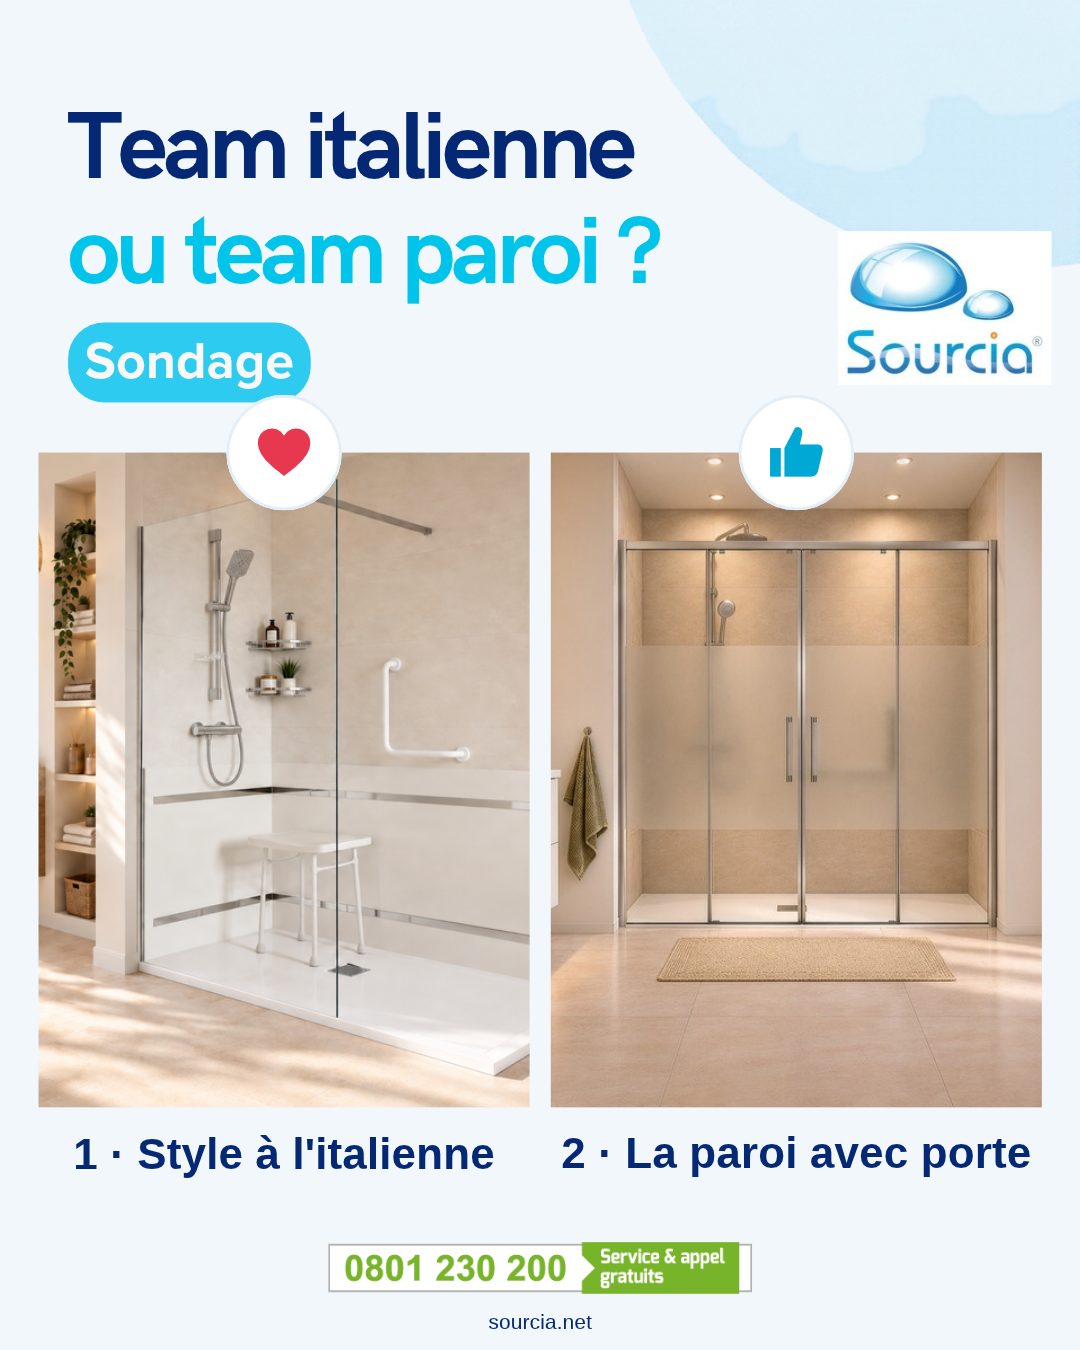 Team italienne
ou team paroi ?
Sondage
Sourcia®
1 · Style à l'italienne
2 · La paroi avec porte
0801 230 200
Service & appel
gratuits
sourcia.net